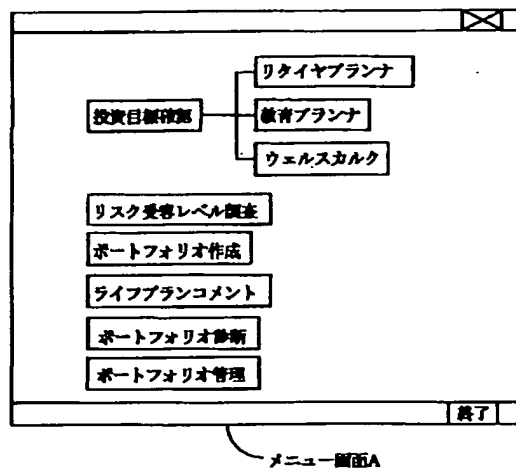 リタイヤプランナ
投資目標確認
教育プランナ
ウェルスカルク
リスク受容レベル調査
ポートフォリオ作成
ライフプランコメント
ポートフォリオ診断
ポートフォリオ管理
終了
メニュー画面A